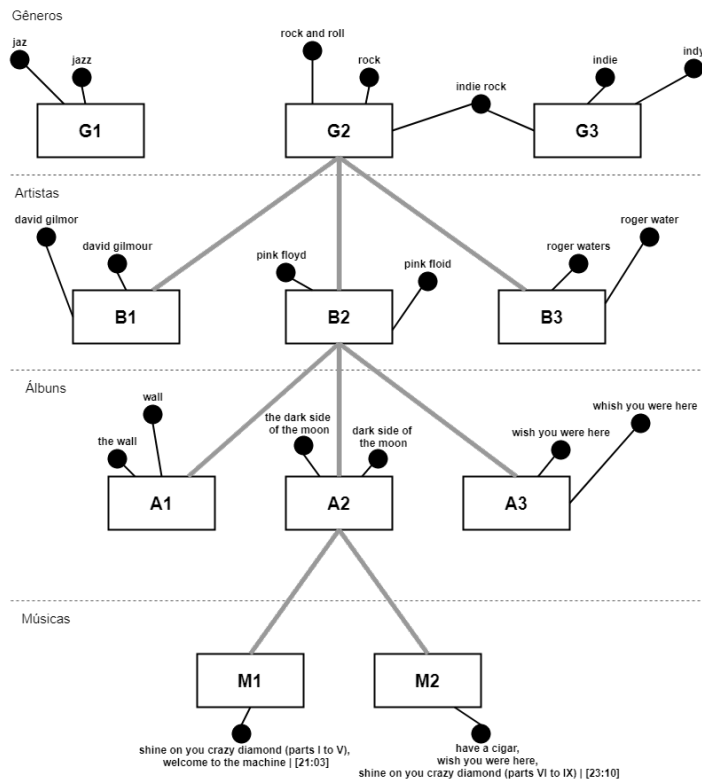 Gêneros
jaz
jazz
rock and roll
rock
indie rock
indie
indy
G1
G2
G3
Artistas
david gilmor
david gilmour
pink floyd
pink floid
roger waters
roger water
B1
B2
B3
Álbuns
the wall
wall
the dark side
of the moon
dark side of
the moon
wish you were here
whish you were here
A1
A2
A3
Músicas
M1
M2
shine on you crazy diamond (parts I to V),
welcome to the machine | [21:03]
have a cigar,
wish you were here,
shine on you crazy diamond (parts VI to IX) | [23:10]